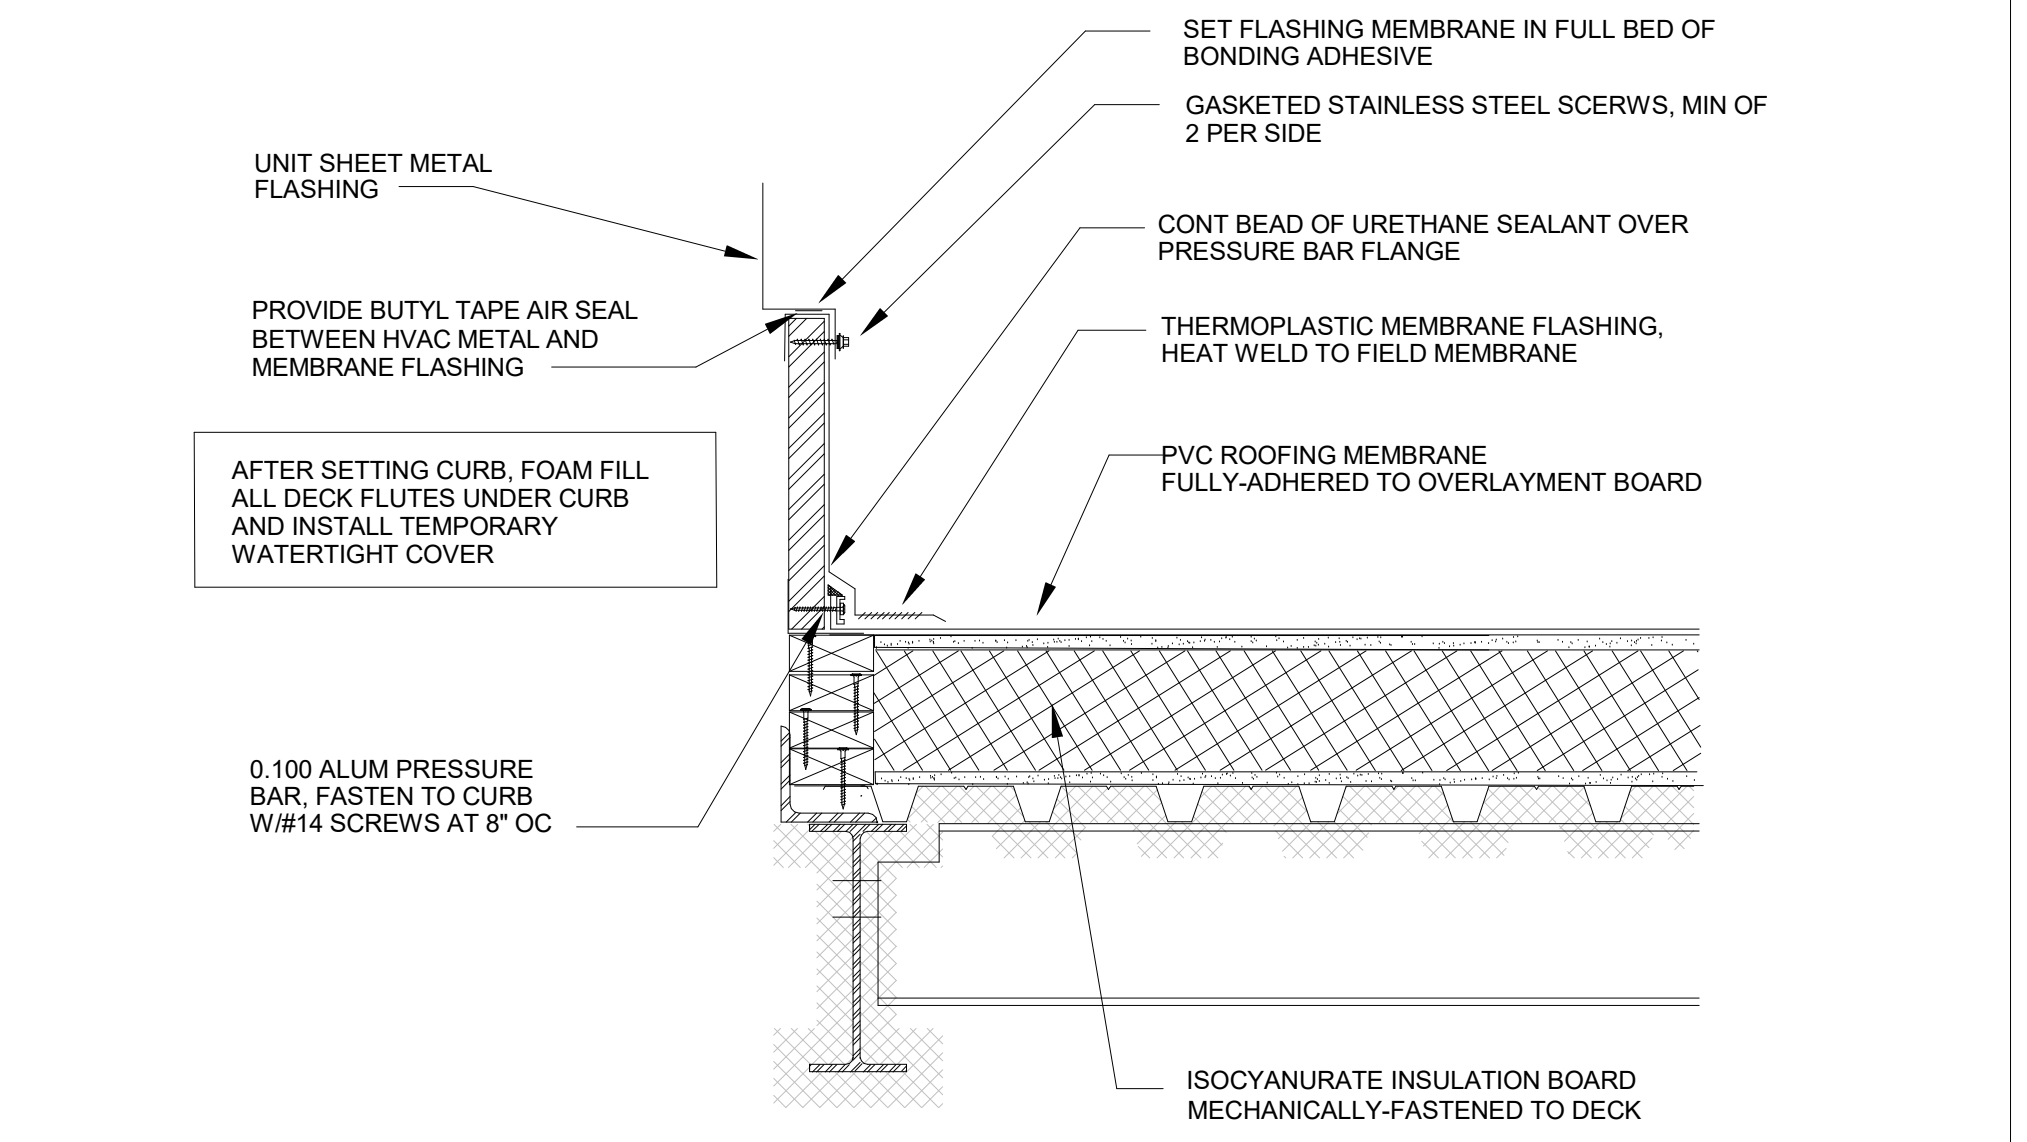 SET FLASHING MEMBRANE IN FULL BED OF
BONDING ADHESIVE
GASKETED STAINLESS STEEL SCERWS, MIN OF
2 PER SIDE
UNIT SHEET METAL
FLASHING
CONT BEAD OF URETHANE SEALANT OVER
PRESSURE BAR FLANGE
PROVIDE BUTYL TAPE AIR SEAL
BETWEEN HVAC METAL AND
MEMBRANE FLASHING
THERMOPLASTIC MEMBRANE FLASHING,
HEAT WELD TO FIELD MEMBRANE
AFTER SETTING CURB, FOAM FILL
ALL DECK FLUTES UNDER CURB
AND INSTALL TEMPORARY
WATERTIGHT COVER
PVC ROOFING MEMBRANE
FULLY-ADHERED TO OVERLAYMENT BOARD
0.100 ALUM PRESSURE
BAR, FASTEN TO CURB
W/#14 SCREWS AT 8" OC
ISOCYANURATE INSULATION BOARD
MECHANICALLY-FASTENED TO DECK